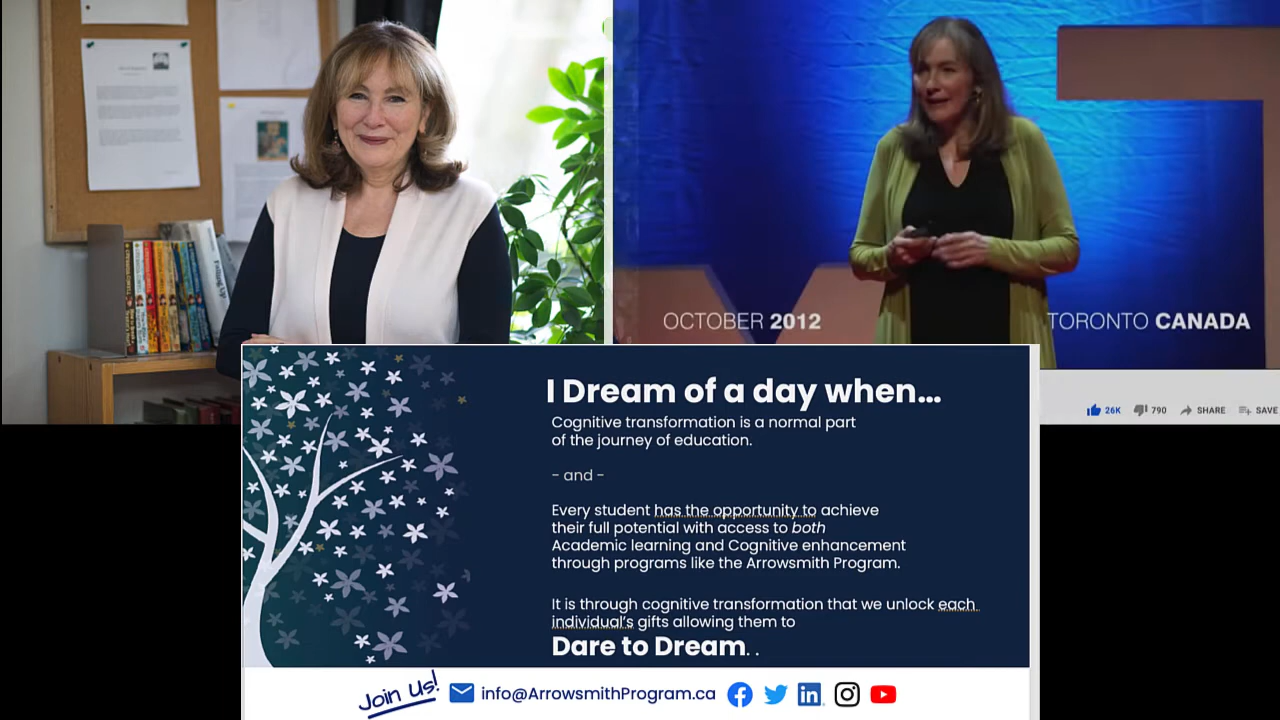 OCTOBER 2012
TORONTO CANADA
26K
790
SHARE
SAVE
I Dream of a day when...
Cognitive transformation is a normal part
of the journey of education.
- and -
Every student has the opportunity to achieve
their full potential with access to both
Academic learning and Cognitive enhancement
through programs like the Arrowsmith Program.
It is through cognitive transformation that we unlock each
individual's gifts allowing them to
Dare to Dream. .
Join Us!
info@ArrowsmithProgram.ca
in